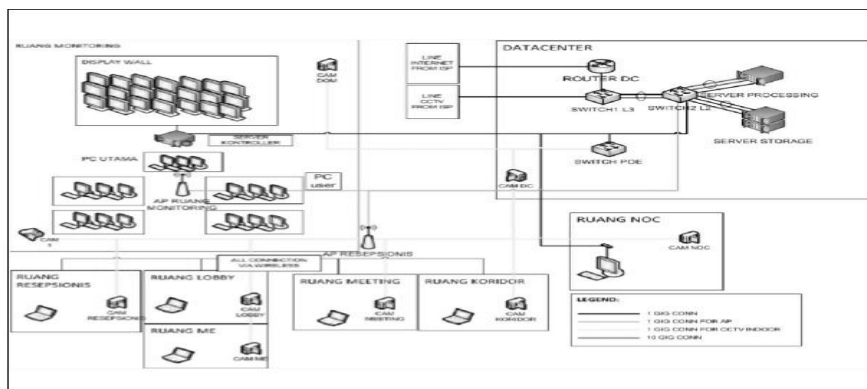 RUANG MONITORING
DISPLAY WALL
CAM
DOM
SERVER
KONTROLLER
PC UTAMA
PC
user
AP RUANG
MONITORING
CAM
1
AP RESEPSIONIS
ALL CONNECTION
VIA WIRELESS
LINE
INTERNET
FROM ISP
LINE
CCTV
FROM ISP
DATACENTER
ROUTER DC
SWITCH1 L3
SWITCH2 L2
SERVER PROCESSING
SERVER STORAGE
SWITCH POE
CAM DC
RUANG NOC
CAM NOC
RUANG
RESEPSIONIS
CAM
RESEPSIONIS
RUANG LOBBY
CAM
LOBBY
RUANG ME
CAM ME
RUANG MEETING
CAM
MEETING
RUANG KORIDOR
CAM
KORIDOR
LEGEND:
1 GIG CONN
1 GIG CONN FOR AP
1 GIG CONN FOR CCTV INDOOR
10 GIG CONN